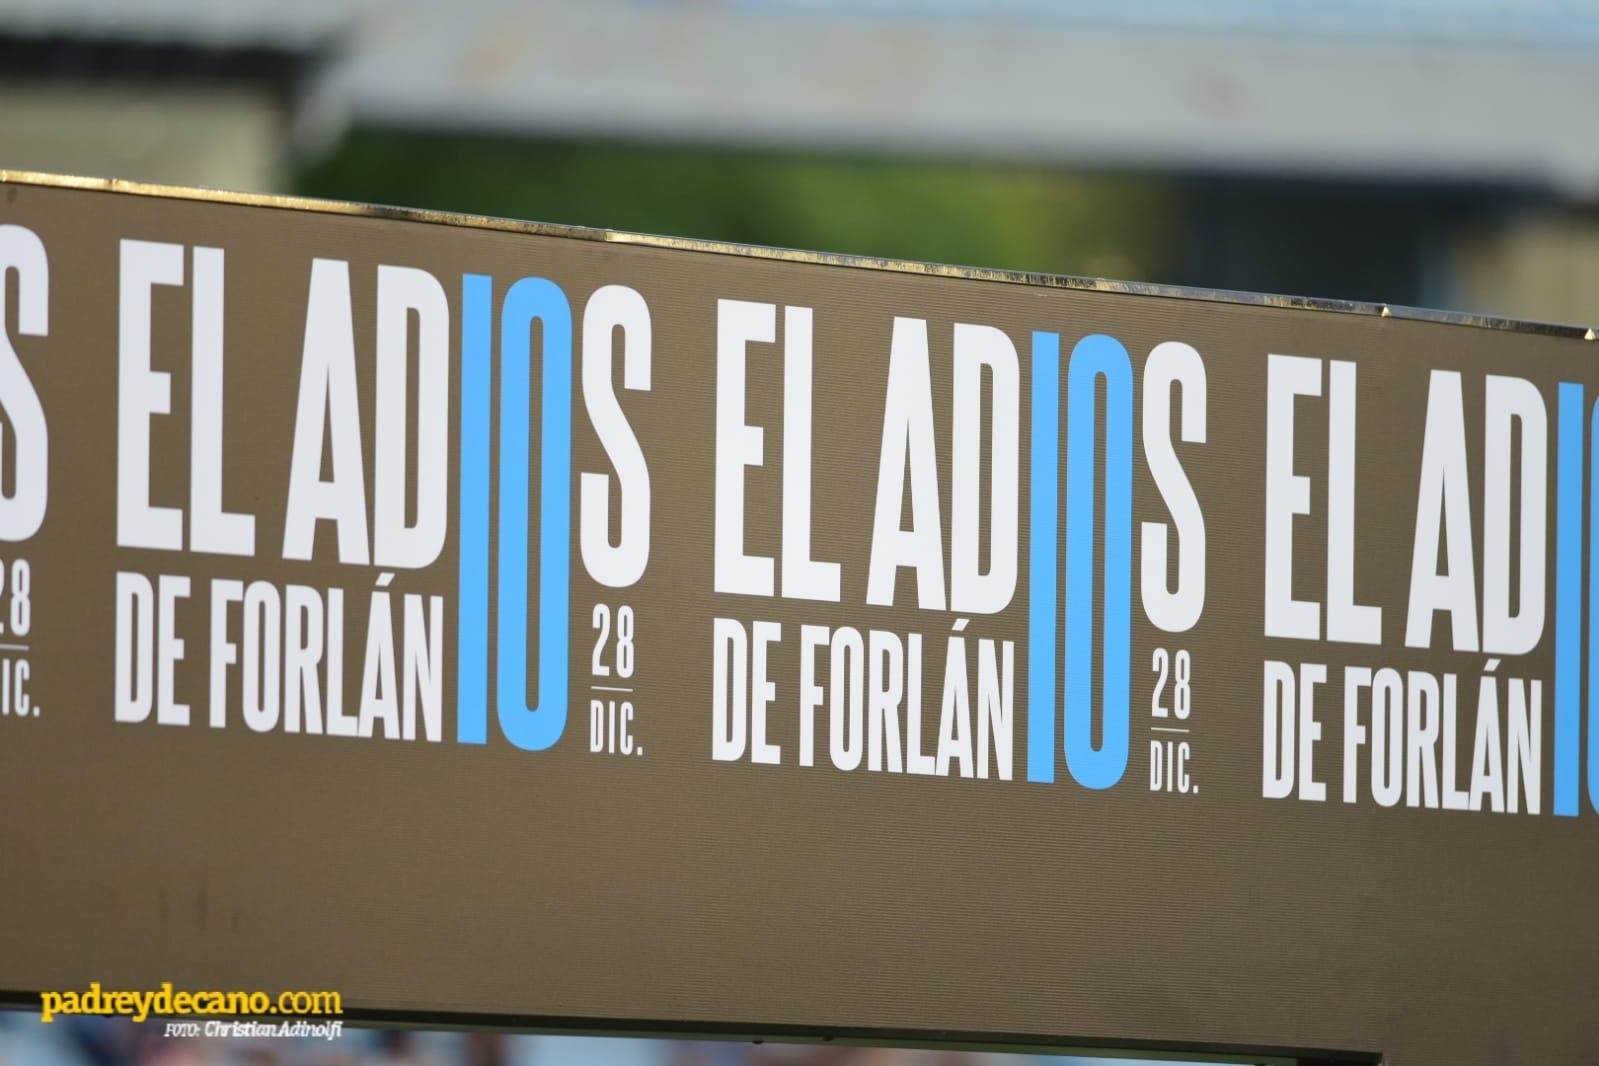 S
28
DIC.
EL ADIOS
DE FORLÁN
28
DIC.
EL ADIOS
DE FORLÁN
28
DIC.
EL ADI
DE FORLÁN
padreydecano.com
FOTO: Christian Adinolfi